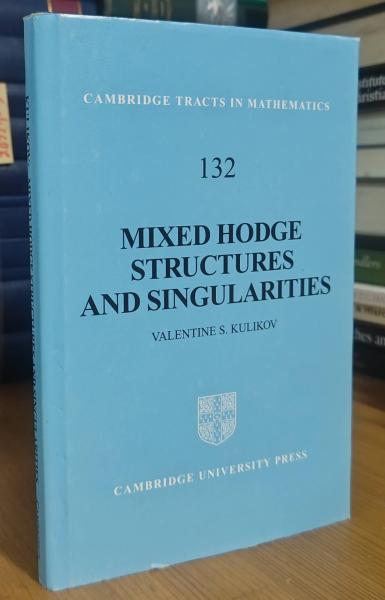 CAMBRIDGE TRACTS IN MATHEMATICS
132
MIXED HODGE
STRUCTURES
AND SINGULARITIES
VALENTINE S. KULIKOV
CAMBRIDGE UNIVERSITY PRESS